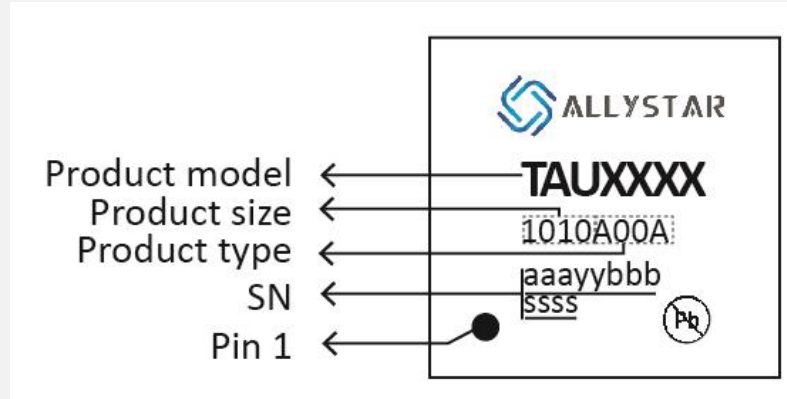 ALLYSTAR
Product model
TAUXXXX
Product size
1010A00A
Product type
SN
aaayybbb
ssss
Pin 1
Pb